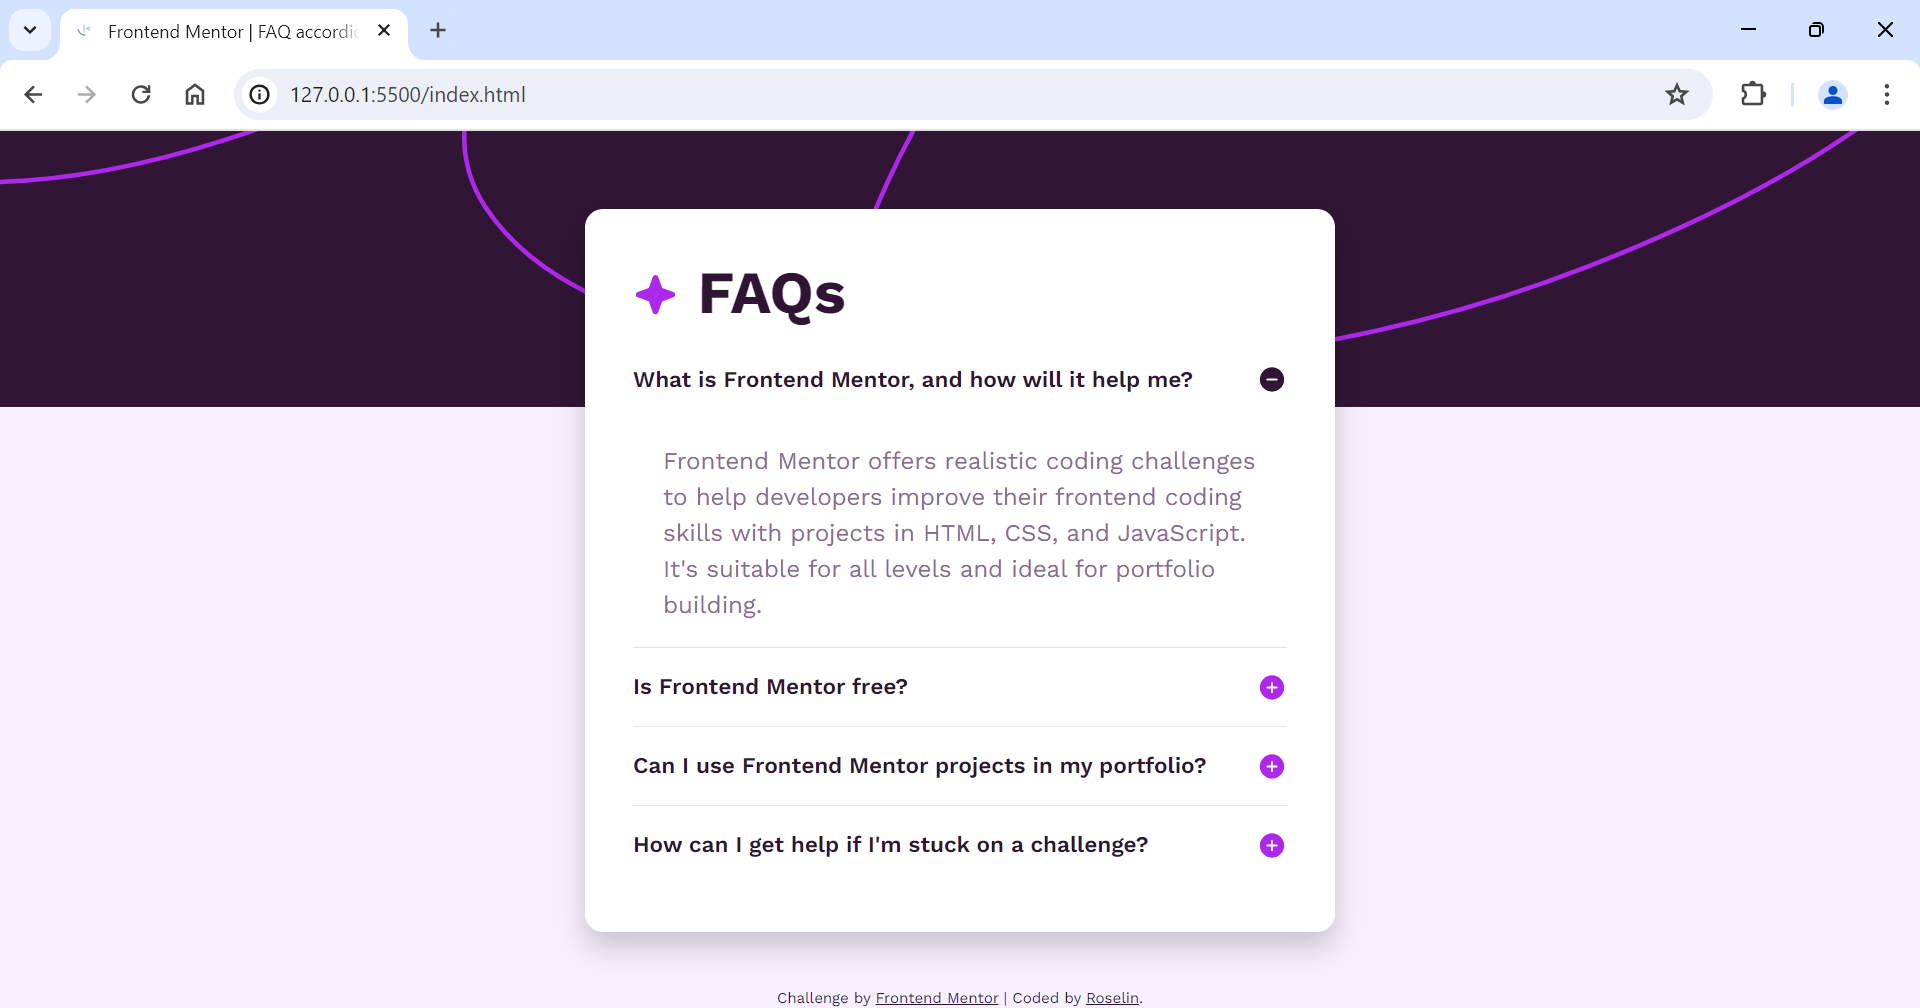 Frontend Mentor | FAQ accordi
127.0.0.1:5500/index.html
FAQs
What is Frontend Mentor, and how will it help me?
Frontend Mentor offers realistic coding challenges
to help developers improve their frontend coding
skills with projects in HTML, CSS, and JavaScript.
It's suitable for all levels and ideal for portfolio
building.
Is Frontend Mentor free?
Can I use Frontend Mentor projects in my portfolio?
How can I get help if I'm stuck on a challenge?
Challenge by Frontend Mentor | Coded by Roselin.